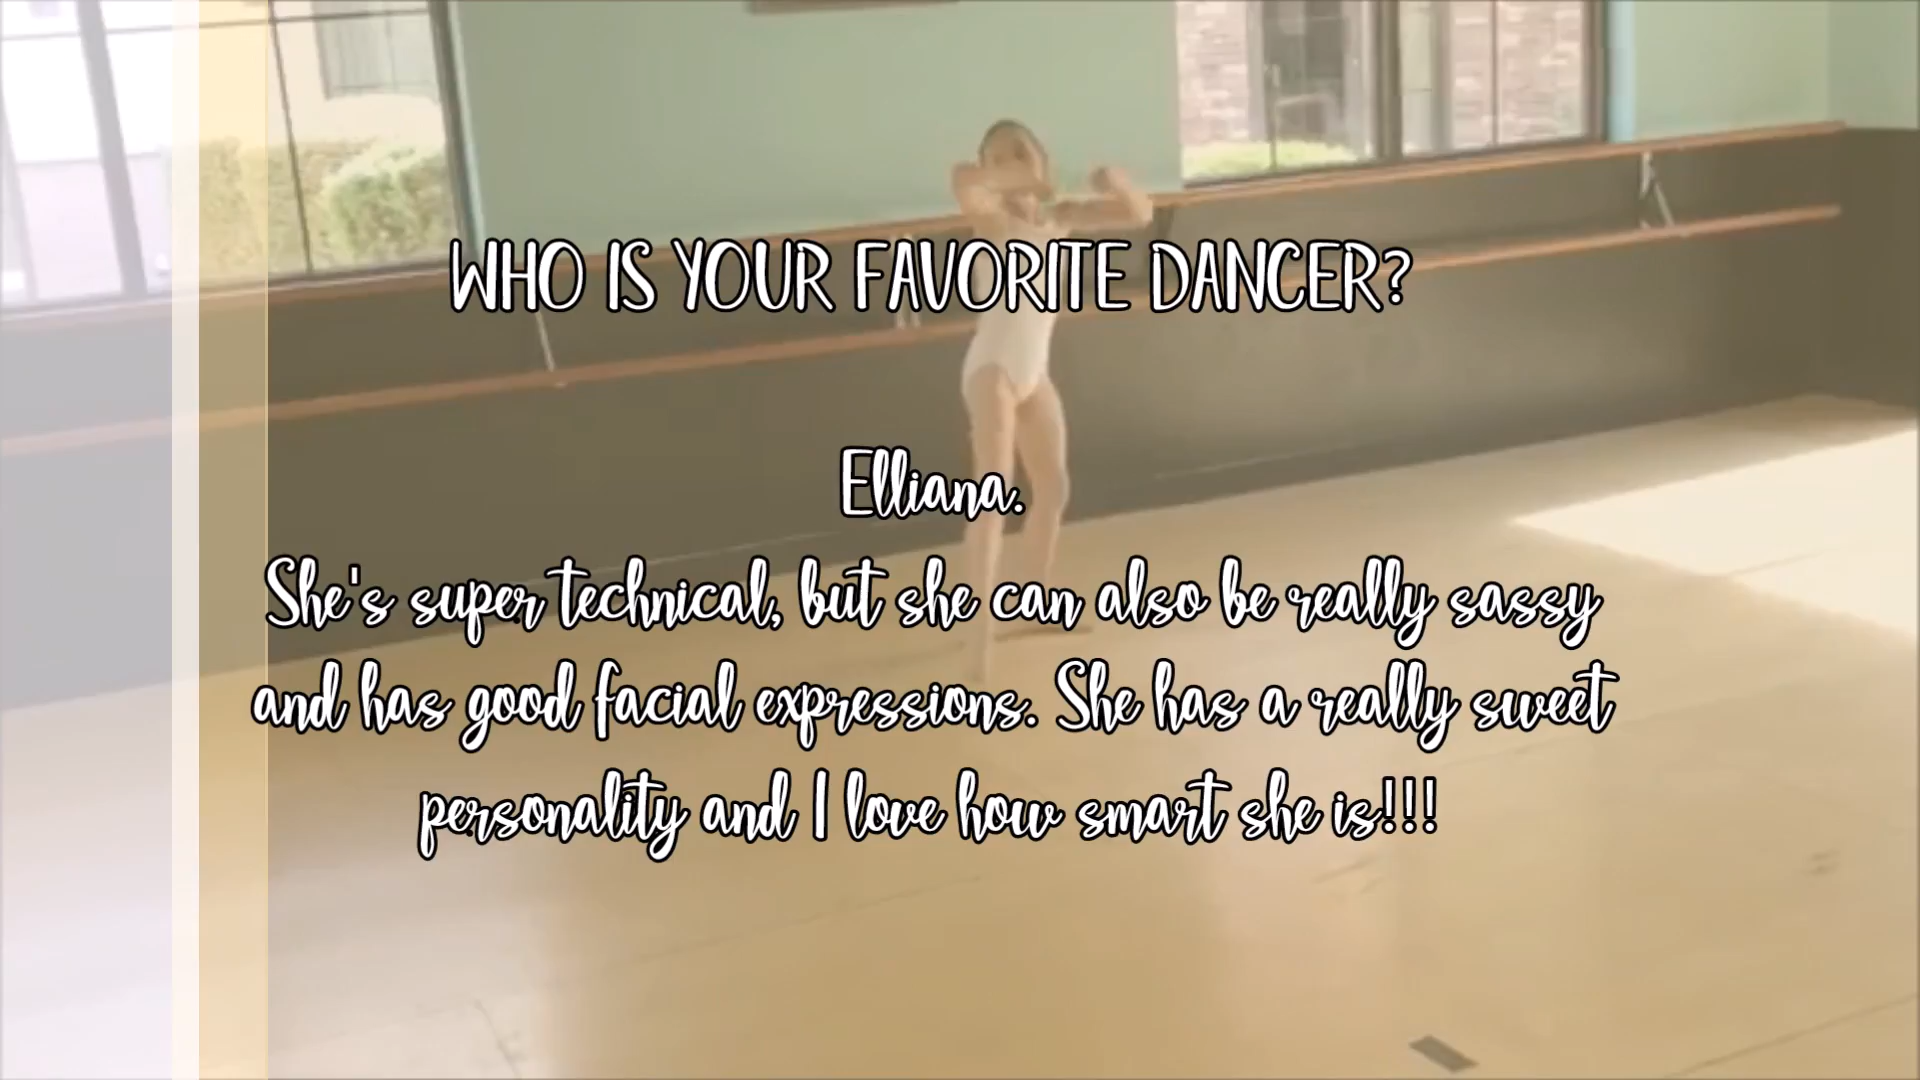 WHO IS YOUR FAVORITE DANCER?
Elliana.
She's super technical, but she can also be really sassy
and has good facial expressions. She has a really sweet
personality and I love how smart she is!!!